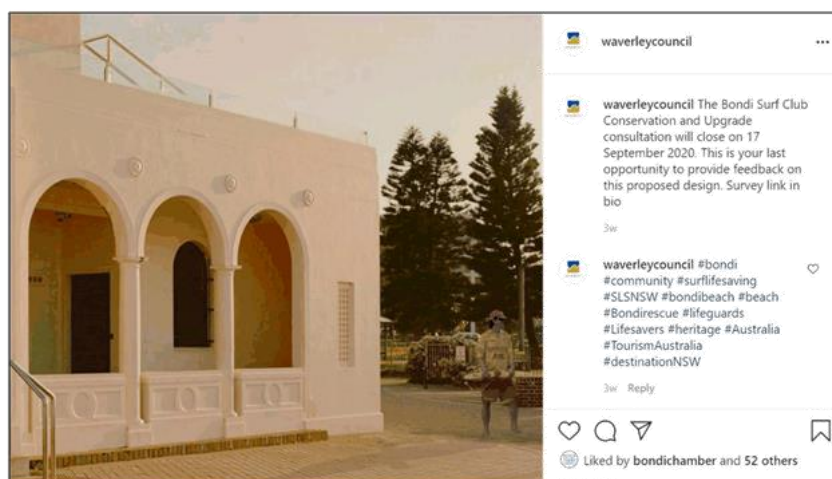 waverleycouncil
waverleycouncil The Bondi Surf Club
Conservation and Upgrade
consultation will close on 17
September 2020. This is your last
opportunity to provide feedback on
this proposed design. Survey link in
bio
3w
waverleycouncil #bondi
#community #surflifesaving
#SLSNSW #bondibeach #beach
#Bondirescue #lifeguards
#Lifesavers #heritage #Australia
#TourismAustralia
#destinationNSW
3w Reply
Liked by bondichamber and 52 others